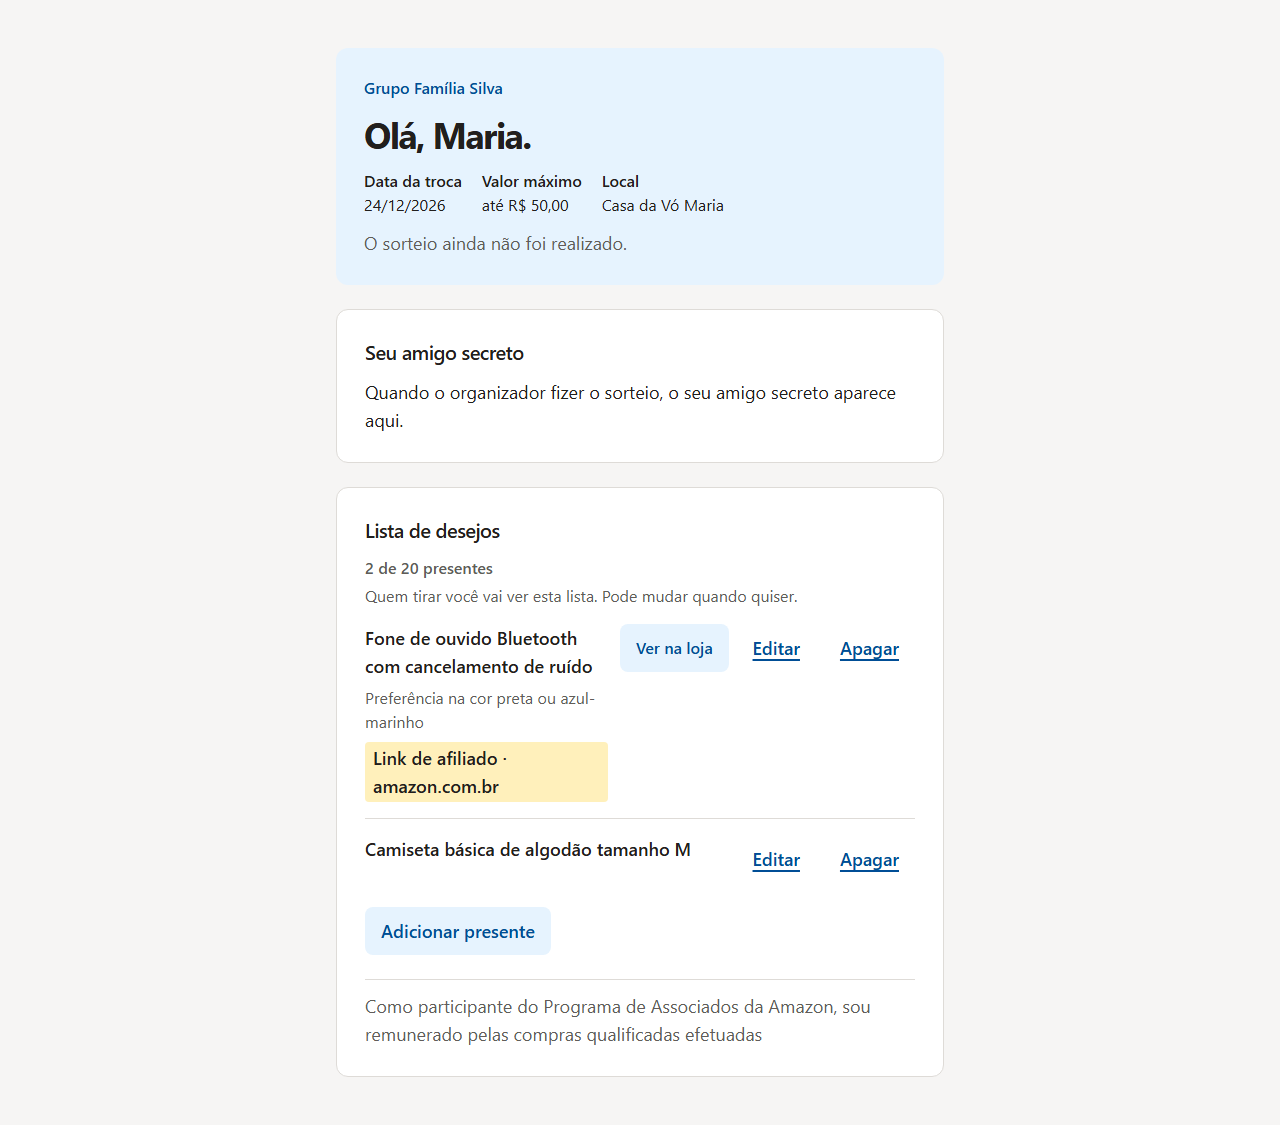 Grupo Família Silva
Olá, Maria.
Data da troca
24/12/2026
Valor máximo
até R$ 50,00
Local
Casa da Vó Maria
O sorteio ainda não foi realizado.
Seu amigo secreto
Quando o organizador fizer o sorteio, o seu amigo secreto aparece
aqui.
Lista de desejos
2 de 20 presentes
Quem tirar você vai ver esta lista. Pode mudar quando quiser.
Fone de ouvido Bluetooth
com cancelamento de ruído
Preferência na cor preta ou azul-
marinho
Link de afiliado ·
amazon.com.br
Ver na loja
Editar
Apagar
Camiseta básica de algodão tamanho M
Editar
Apagar
Adicionar presente
Como participante do Programa de Associados da Amazon, sou
remunerado pelas compras qualificadas efetuadas